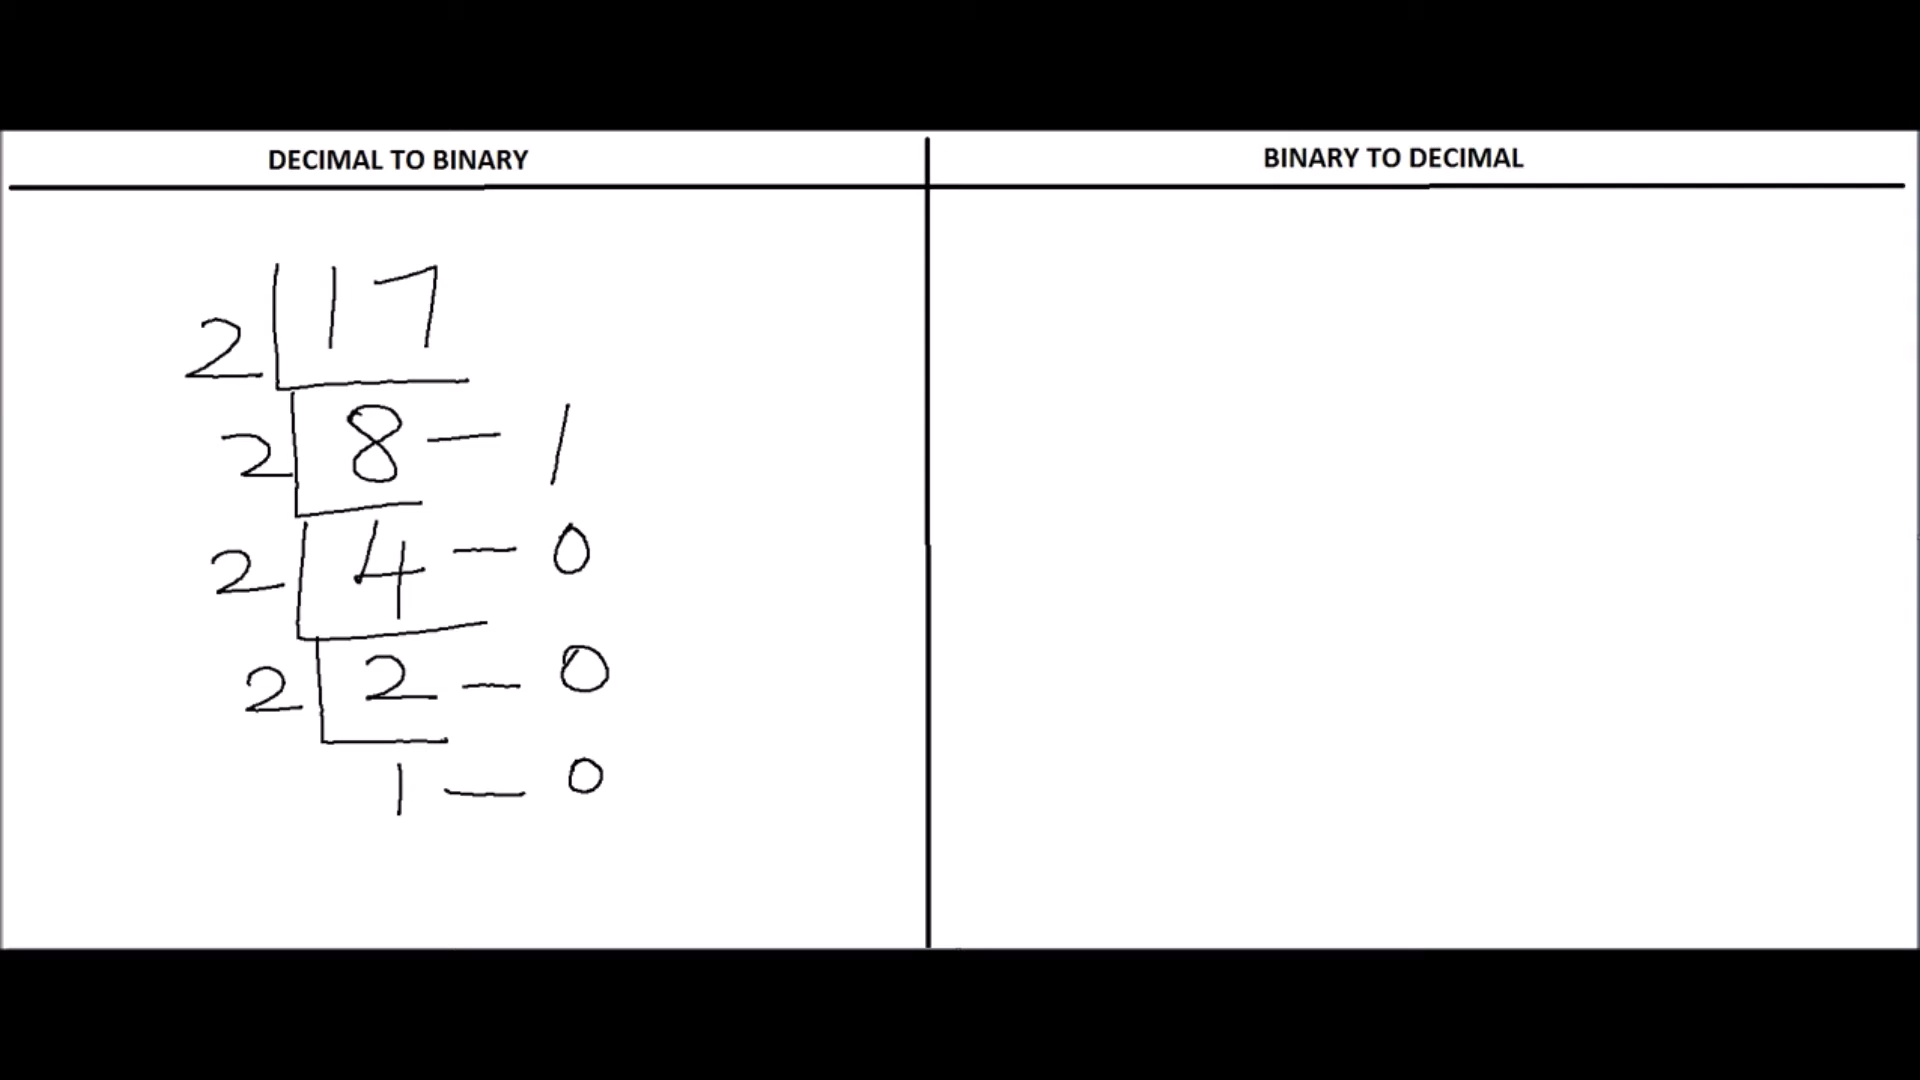 DECIMAL TO BINARY
BINARY TO DECIMAL
2 17
2 8 — 1
2 4 — 0
2 2 — 0
1 — 0